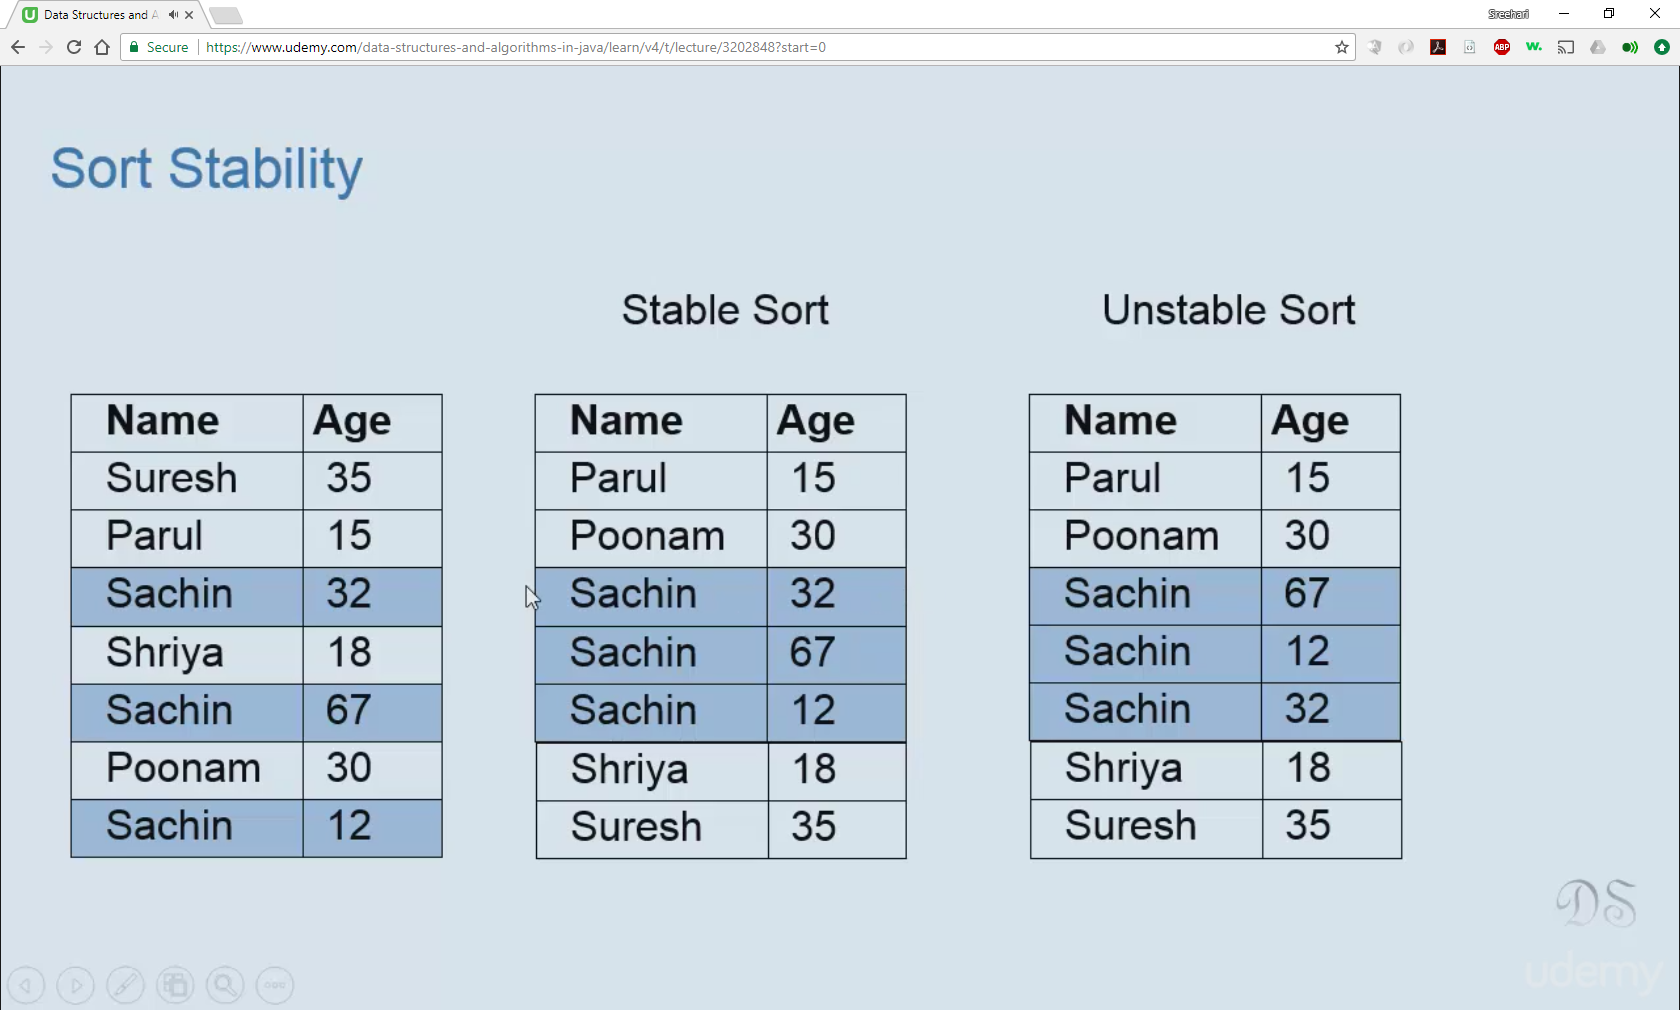 Data Structures and A
Sreehari
Secure https://www.udemy.com/data-structures-and-algorithms-in-java/learn/v4/t/lecture/3202848?start=0
ABP w.
Sort Stability
Stable Sort Unstable Sort
Name Age Name Age Name Age
Suresh 35 Parul 15 Parul 15
Parul 15 Poonam 30 Poonam 30
Sachin 32 Sachin 32 Sachin 67
Shriya 18 Sachin 67 Sachin 12
Sachin 67 Sachin 12 Sachin 32
Poonam 30 Shriya 18 Shriya 18
Sachin 12 Suresh 35 Suresh 35
DS
udemy